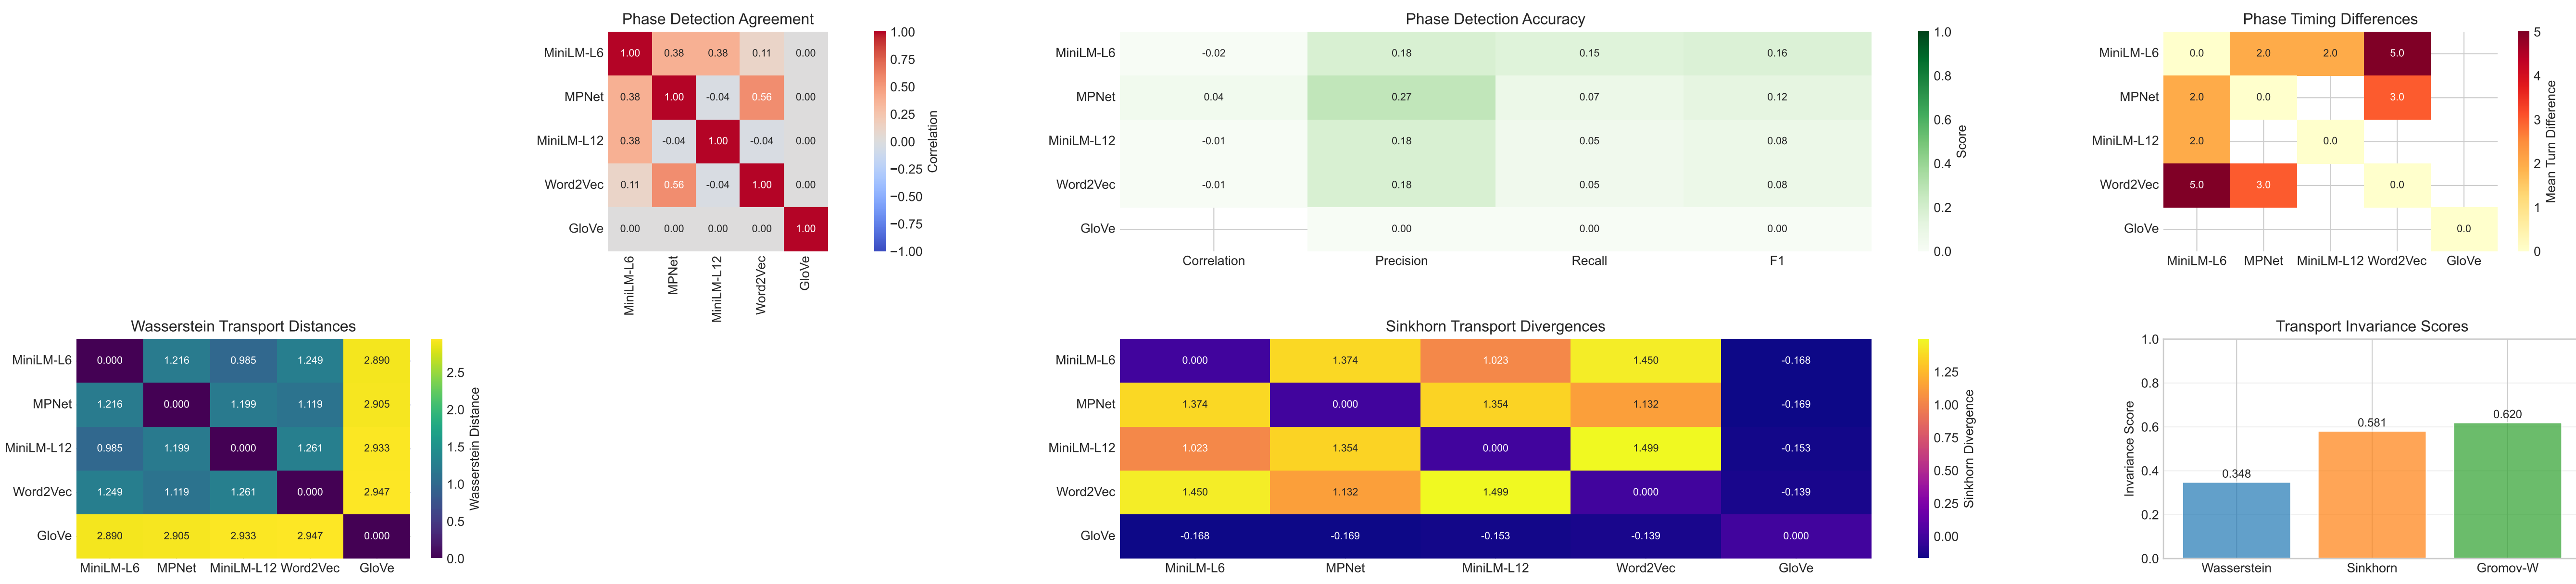 Phase Detection Agreement
MiniLM-L6 1.00 0.38 0.38 0.11 0.00
MPNet 0.38 1.00 -0.04 0.56 0.00
MiniLM-L12 0.38 -0.04 1.00 -0.04 0.00
Word2Vec 0.11 0.56 -0.04 1.00 0.00
GloVe 0.00 0.00 0.00 0.00 1.00
MiniLM-L6 MPNet MiniLM-L12 Word2Vec GloVe
1.00
0.75
0.50
0.25
0.00
−0.25
−0.50
−0.75
−1.00
Correlation
Phase Detection Accuracy
MiniLM-L6 -0.02 0.18 0.15 0.16
MPNet 0.04 0.27 0.07 0.12
MiniLM-L12 -0.01 0.18 0.05 0.08
Word2Vec -0.01 0.18 0.05 0.08
GloVe 0.00 0.00 0.00
Correlation Precision Recall F1
1.0
0.8
0.6
0.4
0.2
0.0
Score
Phase Timing Differences
MiniLM-L6 0.0 2.0 2.0 5.0
MPNet 2.0 0.0 3.0
MiniLM-L12 2.0 0.0
Word2Vec 5.0 3.0 0.0
GloVe 0.0
MiniLM-L6 MPNet MiniLM-L12 Word2Vec GloVe
5
4
3
2
1
0
Mean Turn Difference
Wasserstein Transport Distances
MiniLM-L6 0.000 1.216 0.985 1.249 2.890
MPNet 1.216 0.000 1.199 1.119 2.905
MiniLM-L12 0.985 1.199 0.000 1.261 2.933
Word2Vec 1.249 1.119 1.261 0.000 2.947
GloVe 2.890 2.905 2.933 2.947 0.000
MiniLM-L6 MPNet MiniLM-L12 Word2Vec GloVe
2.5
2.0
1.5
1.0
0.5
0.0
Wasserstein Distance
Sinkhorn Transport Divergences
MiniLM-L6 0.000 1.374 1.023 1.450 -0.168
MPNet 1.374 0.000 1.354 1.132 -0.169
MiniLM-L12 1.023 1.354 0.000 1.499 -0.153
Word2Vec 1.450 1.132 1.499 0.000 -0.139
GloVe -0.168 -0.169 -0.153 -0.139 0.000
MiniLM-L6 MPNet MiniLM-L12 Word2Vec GloVe
1.25
1.00
0.75
0.50
0.25
0.00
Sinkhorn Divergence
Transport Invariance Scores
1.0
0.8
0.6
0.4
0.2
0.0
Invariance Score
0.348 0.581 0.620
Wasserstein Sinkhorn Gromov-W